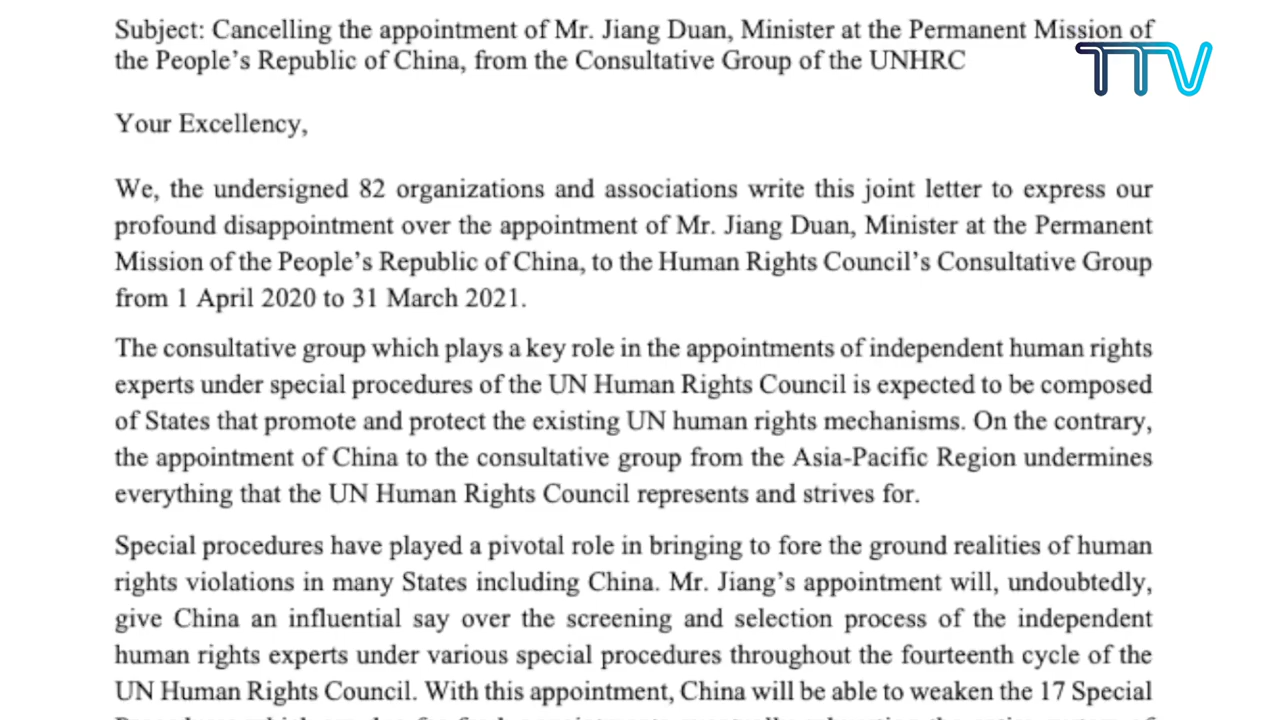 Subject: Cancelling the appointment of Mr. Jiang Duan, Minister at the Permanent Mission of
the People's Republic of China, from the Consultative Group of the UNHRC
TTV
Your Excellency,
We, the undersigned 82 organizations and associations write this joint letter to express our
profound disappointment over the appointment of Mr. Jiang Duan, Minister at the Permanent
Mission of the People's Republic of China, to the Human Rights Council's Consultative Group
from 1 April 2020 to 31 March 2021.
The consultative group which plays a key role in the appointments of independent human rights
experts under special procedures of the UN Human Rights Council is expected to be composed
of States that promote and protect the existing UN human rights mechanisms. On the contrary,
the appointment of China to the consultative group from the Asia-Pacific Region undermines
everything that the UN Human Rights Council represents and strives for.
Special procedures have played a pivotal role in bringing to fore the ground realities of human
rights violations in many States including China. Mr. Jiang's appointment will, undoubtedly,
give China an influential say over the screening and selection process of the independent
human rights experts under various special procedures throughout the fourteenth cycle of the
UN Human Rights Council. With this appointment, China will be able to weaken the 17 Special